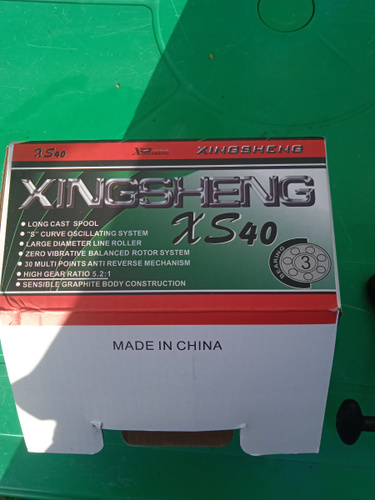 XS40
XINGSHENG
XINGSHENG
XS40
● LONG CAST SPOOL
● "S" CURVE OSCILLATING SYSTEM
● LARGE DIAMETER LINE ROLLER
● ZERO VIBRATIVE BALANCED ROTOR SYSTEM
● 30 MULTI POINTS ANTI REVERSE MECHANISM
● HIGH GEAR RATIO 5.2:1
● SENSIBLE GRAPHITE BODY CONSTRUCTION
BEARING
3
MADE IN CHINA